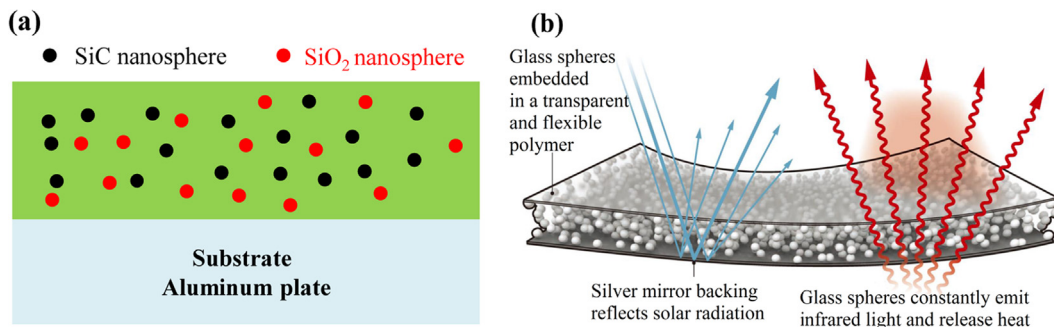 (a)
SiC nanosphere
SiO₂ nanosphere
Substrate
Aluminum plate
(b)
Glass spheres
embedded
in a transparent
and flexible
polymer
Silver mirror backing
reflects solar radiation
Glass spheres constantly emit
infrared light and release heat